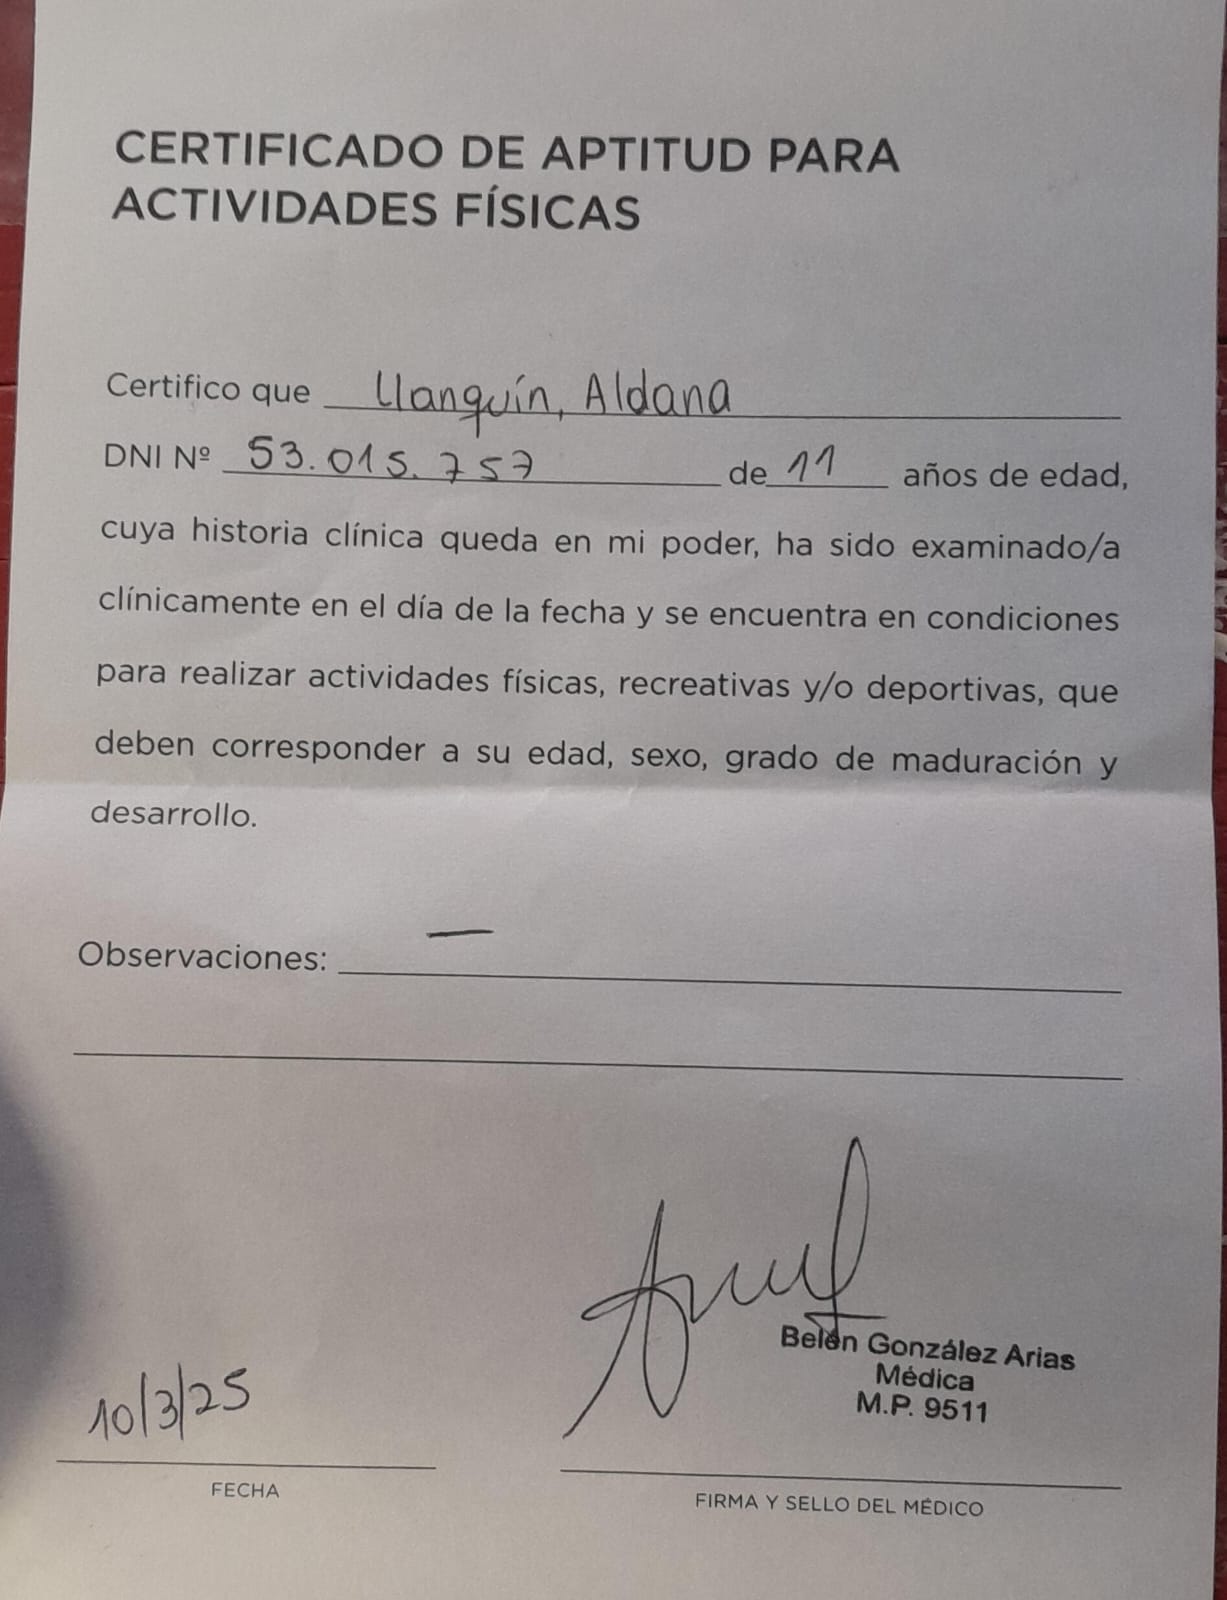 CERTIFICADO DE APTITUD PARA
ACTIVIDADES FÍSICAS
Certifico que Llanquín, Aldana
DNI Nº 53.015.757 de 11 años de edad,
cuya historia clínica queda en mi poder, ha sido examinado/a
clínicamente en el día de la fecha y se encuentra en condiciones
para realizar actividades físicas, recreativas y/o deportivas, que
deben corresponder a su edad, sexo, grado de maduración y
desarrollo.
Observaciones: —
Belén González Arias
Médica
M.P. 9511
10/3/25
FECHA
FIRMA Y SELLO DEL MÉDICO